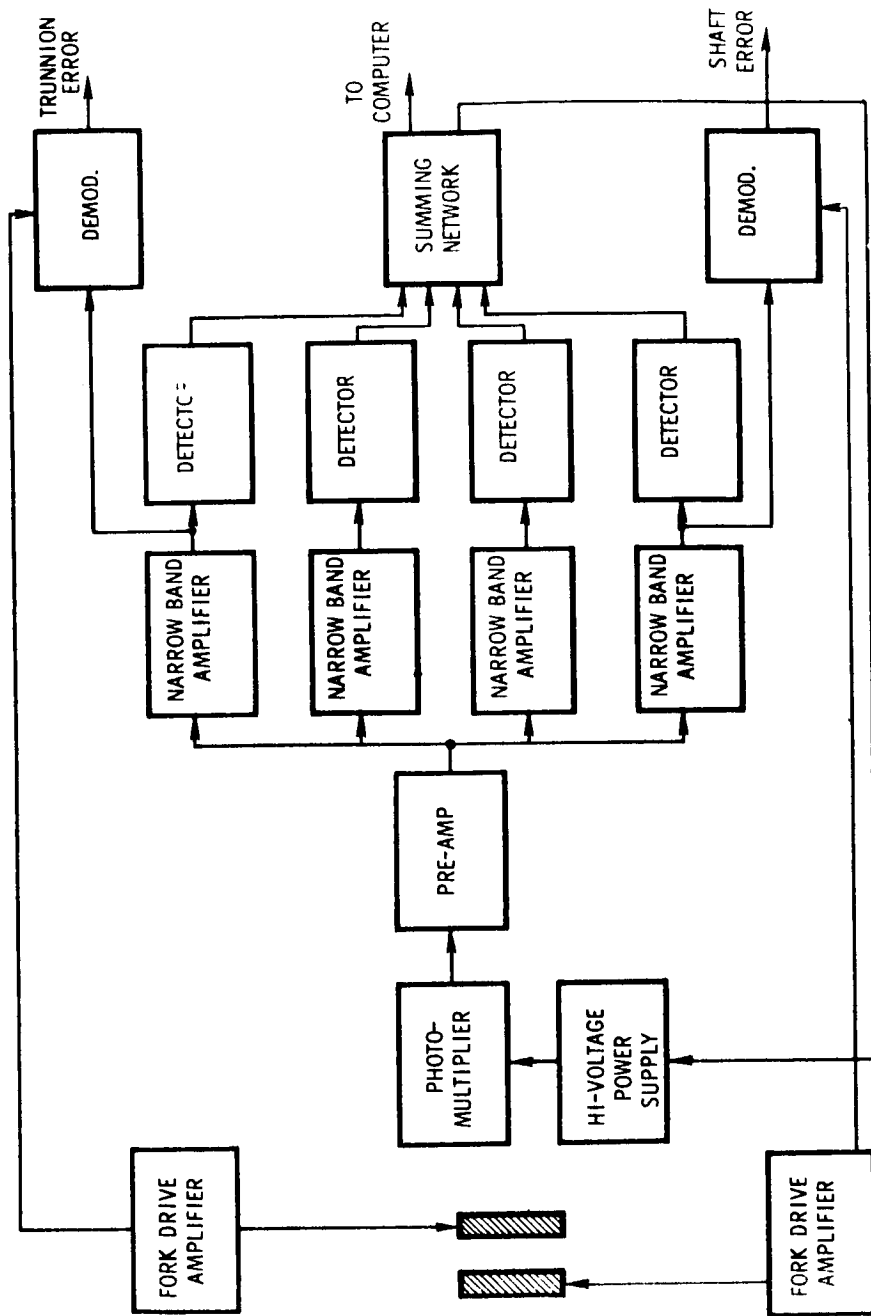 FORK DRIVE
AMPLIFIER
FORK DRIVE
AMPLIFIER
HI-VOLTAGE
POWER
SUPPLY
PHOTO-
MULTIPLIER
PRE-AMP
NARROW BAND
AMPLIFIER
NARROW BAND
AMPLIFIER
NARROW BAND
AMPLIFIER
NARROW BAND
AMPLIFIER
DETECTOR
DETECTOR
DETECTOR
DETECTOR
DEMOD.
SUMMING
NETWORK
DEMOD.
SHAFT
ERROR
TO
COMPUTER
TRUNNION
ERROR